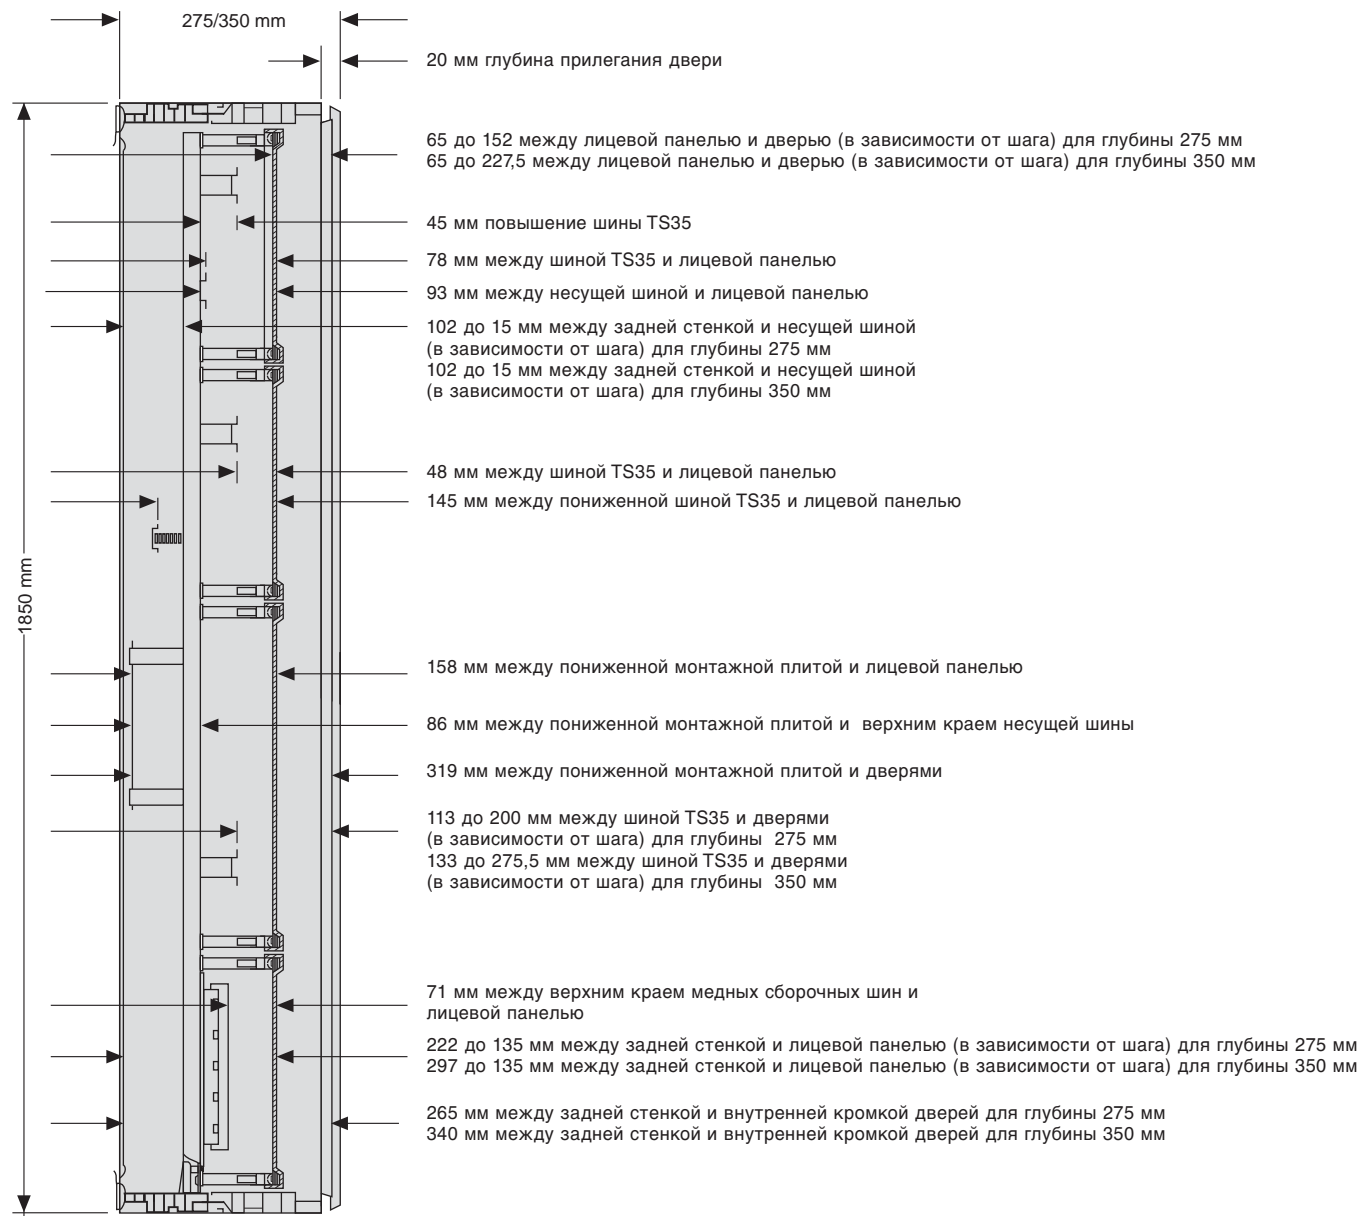 275/350 mm
20 мм глубина прилегания двери
65 до 152 между лицевой панелью и дверью (в зависимости от шага) для глубины 275 мм
65 до 227,5 между лицевой панелью и дверью (в зависимости от шага) для глубины 350 мм
45 мм повышение шины TS35
78 мм между шиной TS35 и лицевой панелью
93 мм между несущей шиной и лицевой панелью
102 до 15 мм между задней стенкой и несущей шиной
(в зависимости от шага) для глубины 275 мм
102 до 15 мм между задней стенкой и несущей шиной
(в зависимости от шага) для глубины 350 мм
48 мм между шиной TS35 и лицевой панелью
145 мм между пониженной шиной TS35 и лицевой панелью
1850 mm
158 мм между пониженной монтажной плитой и лицевой панелью
86 мм между пониженной монтажной плитой и верхним краем несущей шины
319 мм между пониженной монтажной плитой и дверями
113 до 200 мм между шиной TS35 и дверями
(в зависимости от шага) для глубины 275 мм
133 до 275,5 мм между шиной TS35 и дверями
(в зависимости от шага) для глубины 350 мм
71 мм между верхним краем медных сборочных шин и
лицевой панелью
222 до 135 мм между задней стенкой и лицевой панелью (в зависимости от шага) для глубины 275 мм
297 до 135 мм между задней стенкой и лицевой панелью (в зависимости от шага) для глубины 350 мм
265 мм между задней стенкой и внутренней кромкой дверей для глубины 275 мм
340 мм между задней стенкой и внутренней кромкой дверей для глубины 350 мм